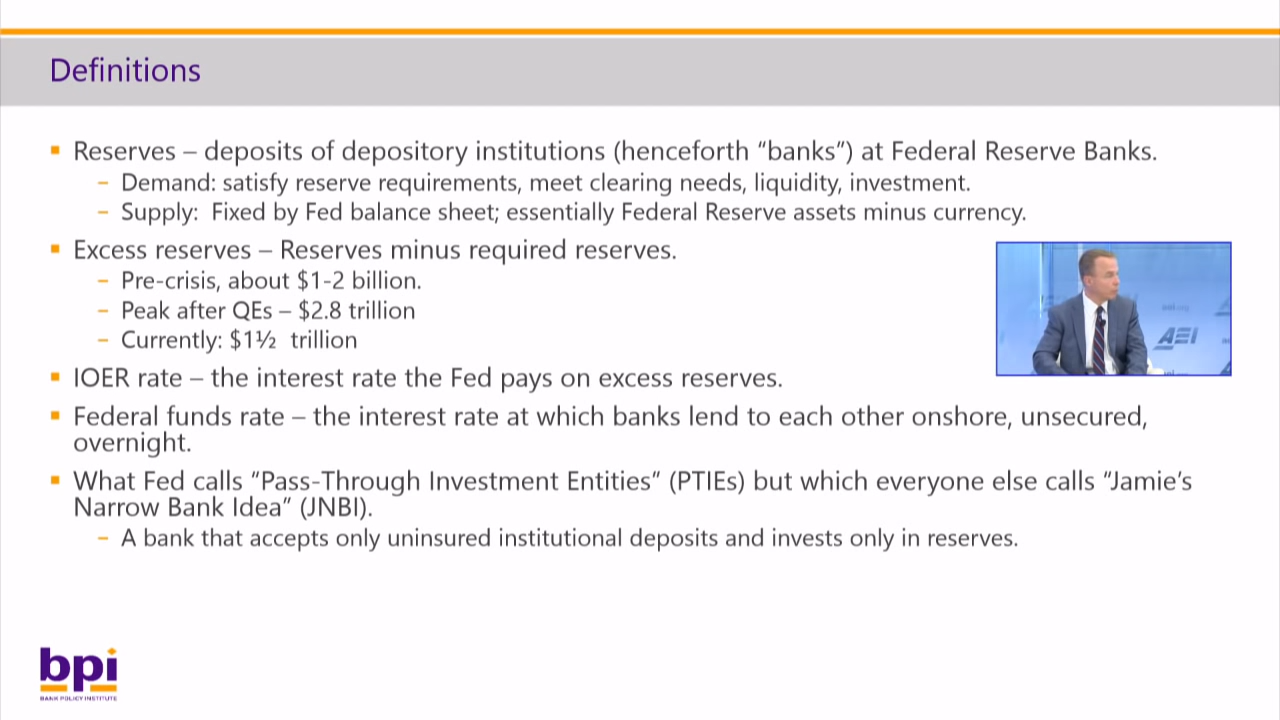 Definitions
Reserves – deposits of depository institutions (henceforth “banks”) at Federal Reserve Banks.
– Demand: satisfy reserve requirements, meet clearing needs, liquidity, investment.
– Supply:  Fixed by Fed balance sheet; essentially Federal Reserve assets minus currency.
Excess reserves – Reserves minus required reserves.
– Pre-crisis, about $1-2 billion.
– Peak after QEs – $2.8 trillion
– Currently: $1½  trillion
IOER rate – the interest rate the Fed pays on excess reserves.
Federal funds rate – the interest rate at which banks lend to each other onshore, unsecured,
overnight.
What Fed calls “Pass-Through Investment Entities” (PTIEs) but which everyone else calls “Jamie’s
Narrow Bank Idea” (JNBI).
– A bank that accepts only uninsured institutional deposits and invests only in reserves.
AEI
bpi
BANK POLICY INSTITUTE